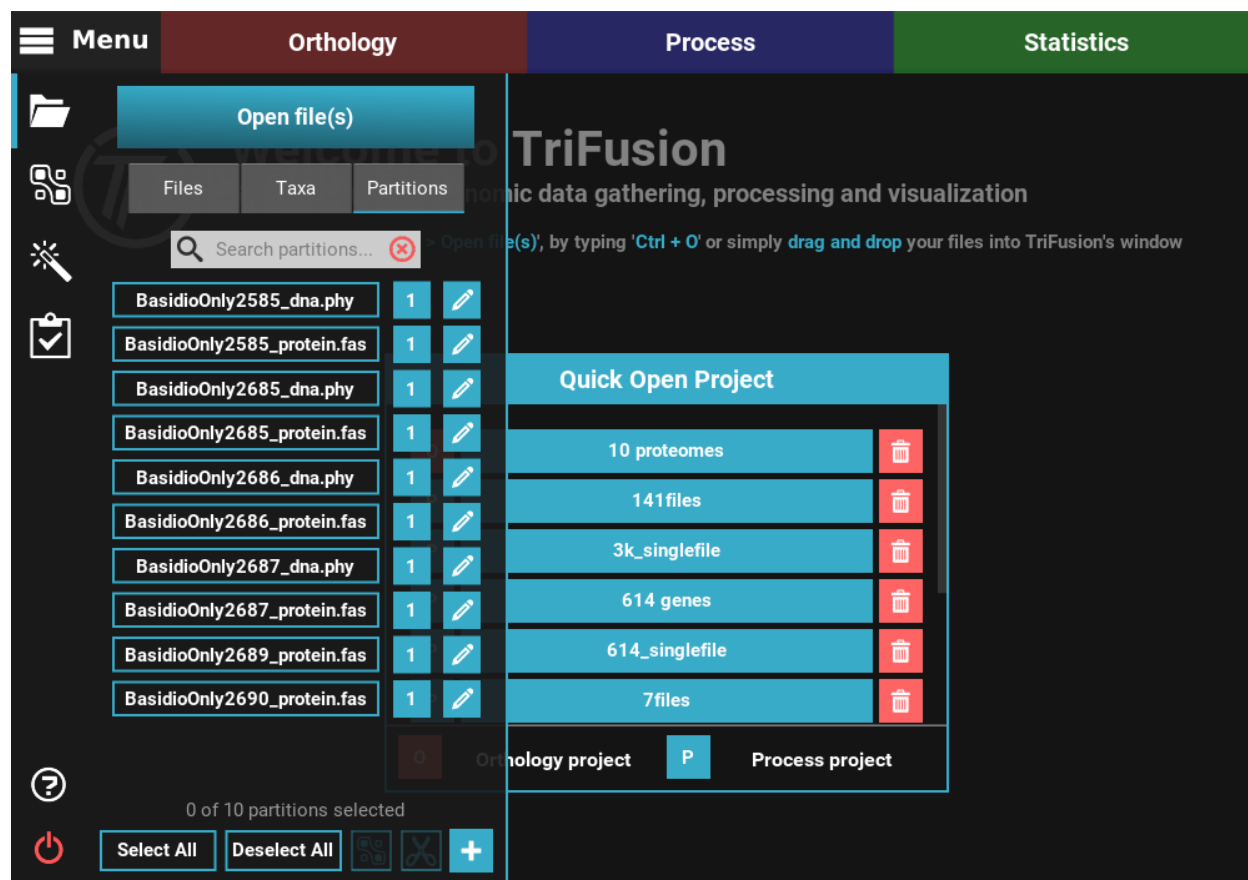 Menu
Orthology
Process
Statistics
Open file(s)
Welcome to TriFusion
Files
Taxa
Partitions
nomic data gathering, processing and visualization
Search partitions...
> Open file(s)', by typing 'Ctrl + O' or simply drag and drop your files into TriFusion's window
BasidioOnly2585_dna.phy 1
BasidioOnly2585_protein.fas 1
BasidioOnly2685_dna.phy 1
BasidioOnly2685_protein.fas 1
BasidioOnly2686_dna.phy 1
BasidioOnly2686_protein.fas 1
BasidioOnly2687_dna.phy 1
BasidioOnly2687_protein.fas 1
BasidioOnly2689_protein.fas 1
BasidioOnly2690_protein.fas 1
Quick Open Project
10 proteomes
141files
3k_singlefile
614 genes
614_singlefile
7files
O Orthology project
P Process project
0 of 10 partitions selected
Select All
Deselect All